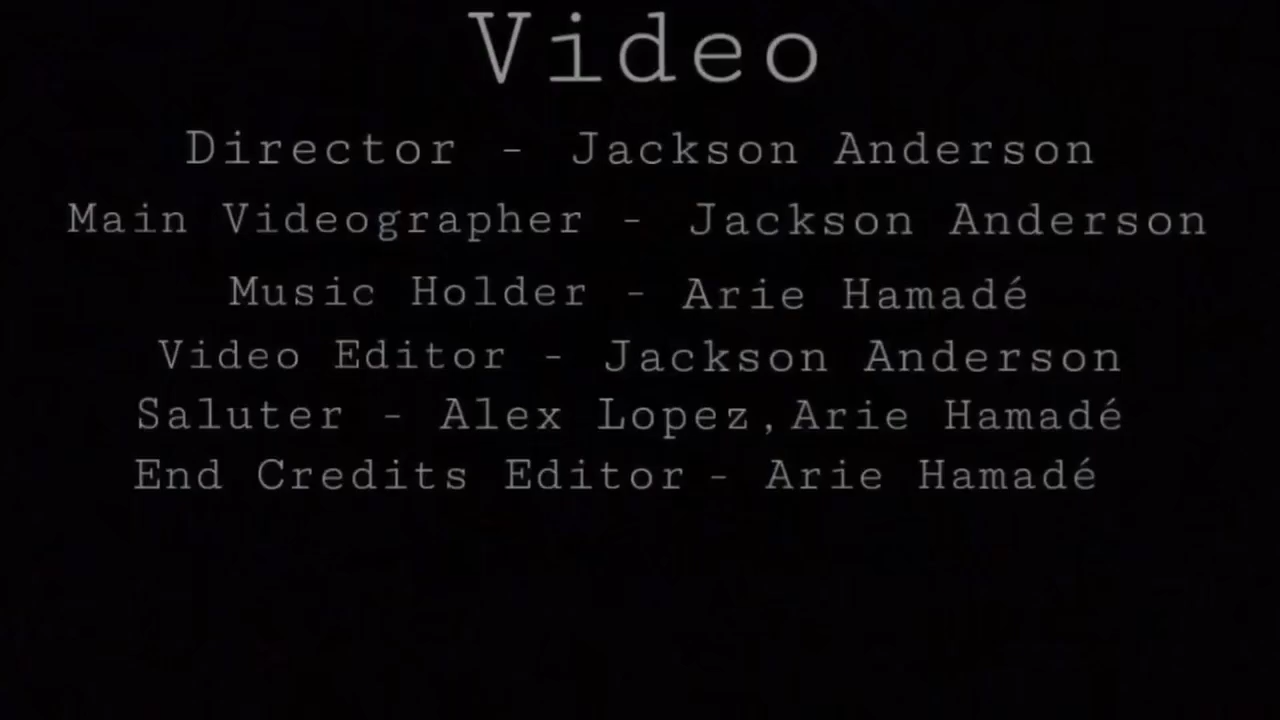 Video
Director - Jackson Anderson
Main Videographer - Jackson Anderson
Music Holder - Arie Hamadé
Video Editor - Jackson Anderson
Saluter - Alex Lopez,Arie Hamadé
End Credits Editor - Arie Hamadé